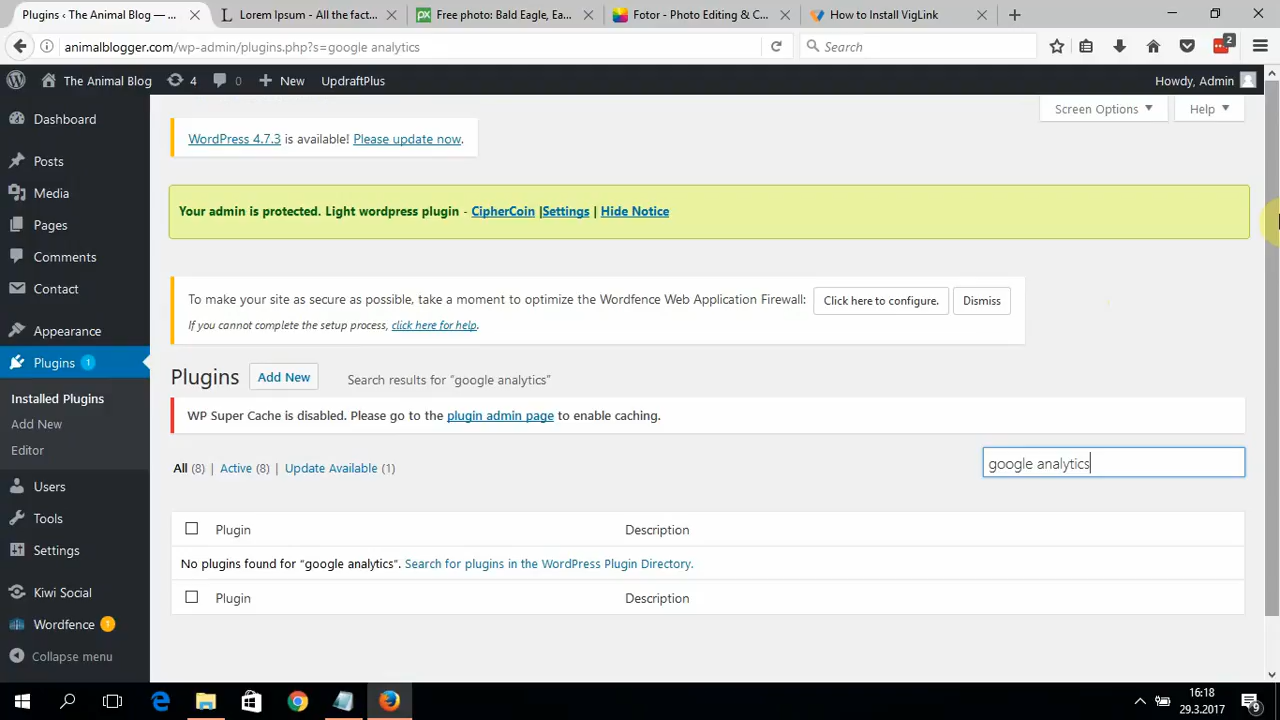 Plugins ‹ The Animal Blog ...
Lorem Ipsum - All the fact...
Free photo: Bald Eagle, Ea...
Fotor - Photo Editing & C...
How to Install VigLink
animalblogger.com/wp-admin/plugins.php?s=google analytics
Search
2
The Animal Blog
4
0
New
UpdraftPlus
Howdy, Admin
Screen Options
Help
Dashboard
Posts
Media
Pages
Comments
Contact
Appearance
Plugins 1
Installed Plugins
Add New
Editor
Users
Tools
Settings
Kiwi Social
Wordfence 1
Collapse menu
WordPress 4.7.3 is available! Please update now.
Your admin is protected. Light wordpress plugin - CipherCoin |Settings | Hide Notice
To make your site as secure as possible, take a moment to optimize the Wordfence Web Application Firewall: Click here to configure. Dismiss
If you cannot complete the setup process, click here for help.
Plugins Add New Search results for “google analytics”
WP Super Cache is disabled. Please go to the plugin admin page to enable caching.
All (8) | Active (8) | Update Available (1)
google analytics
Plugin Description
No plugins found for “google analytics”. Search for plugins in the WordPress Plugin Directory.
Plugin Description
16:18
29.3.2017
9